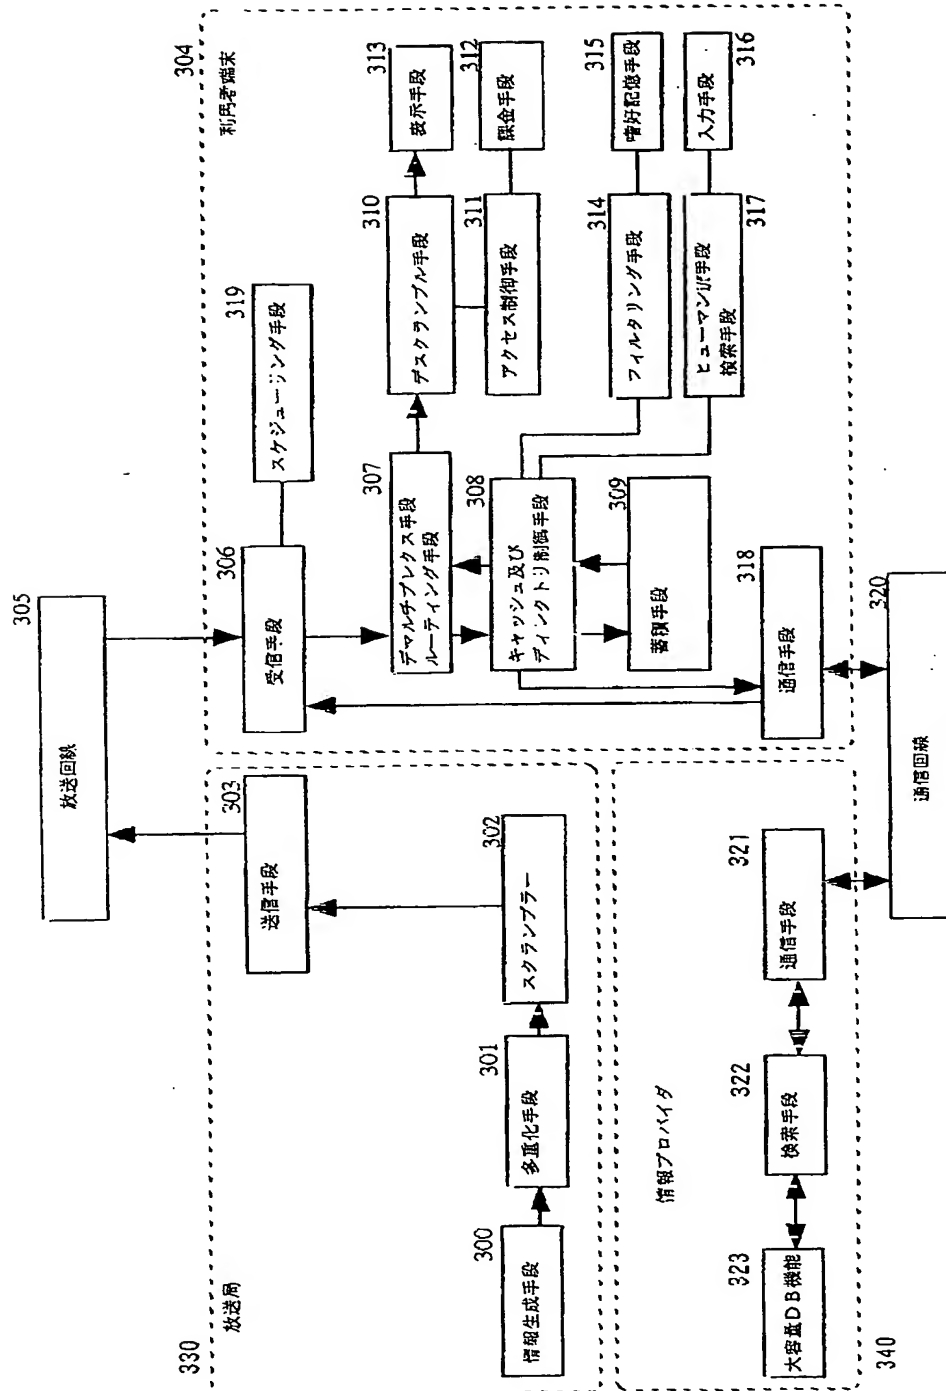 330
放送局
300
情報生成手段
301
多重化手段
302
スクランブラー
303
送信手段
305
放送回線
304
利用者端末
306
受信手段
319
スケジューリング手段
307
デマルチプレクス手段
ルーティング手段
310
デスクランブル手段
313
表示手段
311
アクセス制御手段
312
課金手段
308
キャッシュ及び
ディレクトリ制御手段
309
蓄積手段
314
フィルタリング手段
315
嗜好記憶手段
317
ヒューマンi/f手段
検索手段
316
入力手段
318
通信手段
320
通信回線
340
情報プロバイダ
323
大容量DB機能
322
検索手段
321
通信手段